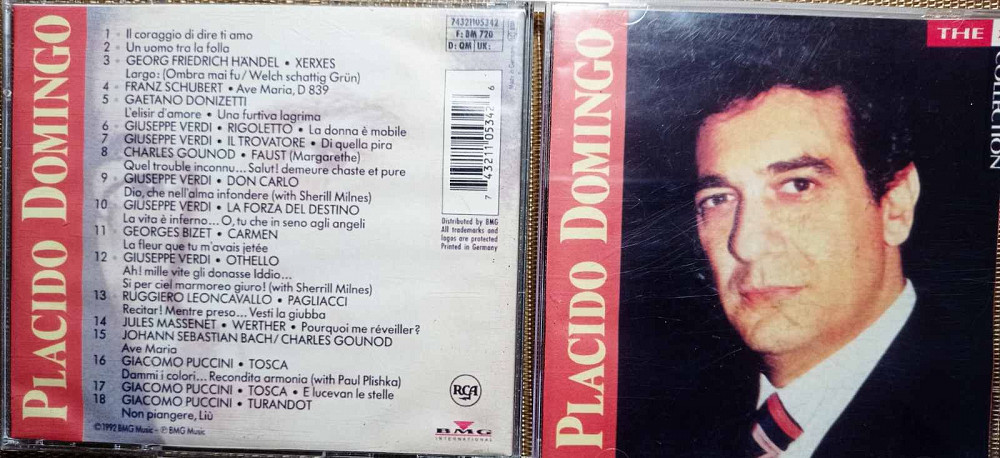 PLACIDO DOMINGO
1 • Il coraggio di dire ti amo
2 • Un uomo tra la folla
3 • GEORG FRIEDRICH HÄNDEL • XERXES
Largo: (Ombra mai fu / Welch schattig Grün)
4 • FRANZ SCHUBERT • Ave Maria, D 839
5 GAETANO DONIZETTI
L'elisir d'amore • Una furtiva lagrima
6 • GIUSEPPE VERDI • RIGOLETTO • La donna è mobile
7 GIUSEPPE VERDI • IL TROVATORE • Di quella pira
8 • CHARLES GOUNOD • FAUST (Margarethe)
Quel trouble inconnu... Salut! demeure chaste et pure
9 • GIUSEPPE VERDI • DON CARLO
Dio, che nell'alma infondere (with Sherill Milnes)
10 GIUSEPPE VERDI • LA FORZA DEL DESTINO
La vita è inferno... O, tu che in seno agli angeli
11 • GEORGES BIZET • CARMEN
La fleur que tu m'avais jetée
12 • GIUSEPPE VERDI • OTHELLO
Ah! mille vite gli donasse Iddio...
Si per ciel marmoreo giuro! (with Sherrill Milnes)
13 • RUGGIERO LEONCAVALLO • PAGLIACCI
Recitar! Mentre preso... Vesti la giubba
14 JULES MASSENET • WERTHER • Pourquoi me réveiller?
15 JOHANN SEBASTIAN BACH / CHARLES GOUNOD
Ave Maria
16 • GIACOMO PUCCINI • TOSCA
Dammi i colori... Recondita armonia (with Paul Plishka)
17 GIACOMO PUCCINI • TOSCA • E lucevan le stelle
18 GIACOMO PUCCINI • TURANDOT
Non piangere, Liù
© 1992 BMG Music • ℗ BMG Music
74321105342
F: BM 720
D: QM UK:
Made in Germany
7 43211 05342 6
Distributed by BMG
All trademarks and
logos are protected
Printed in Germany
RCA
BMG
INTERNATIONAL
PLACIDO DOMINGO
THE
COLLECTION